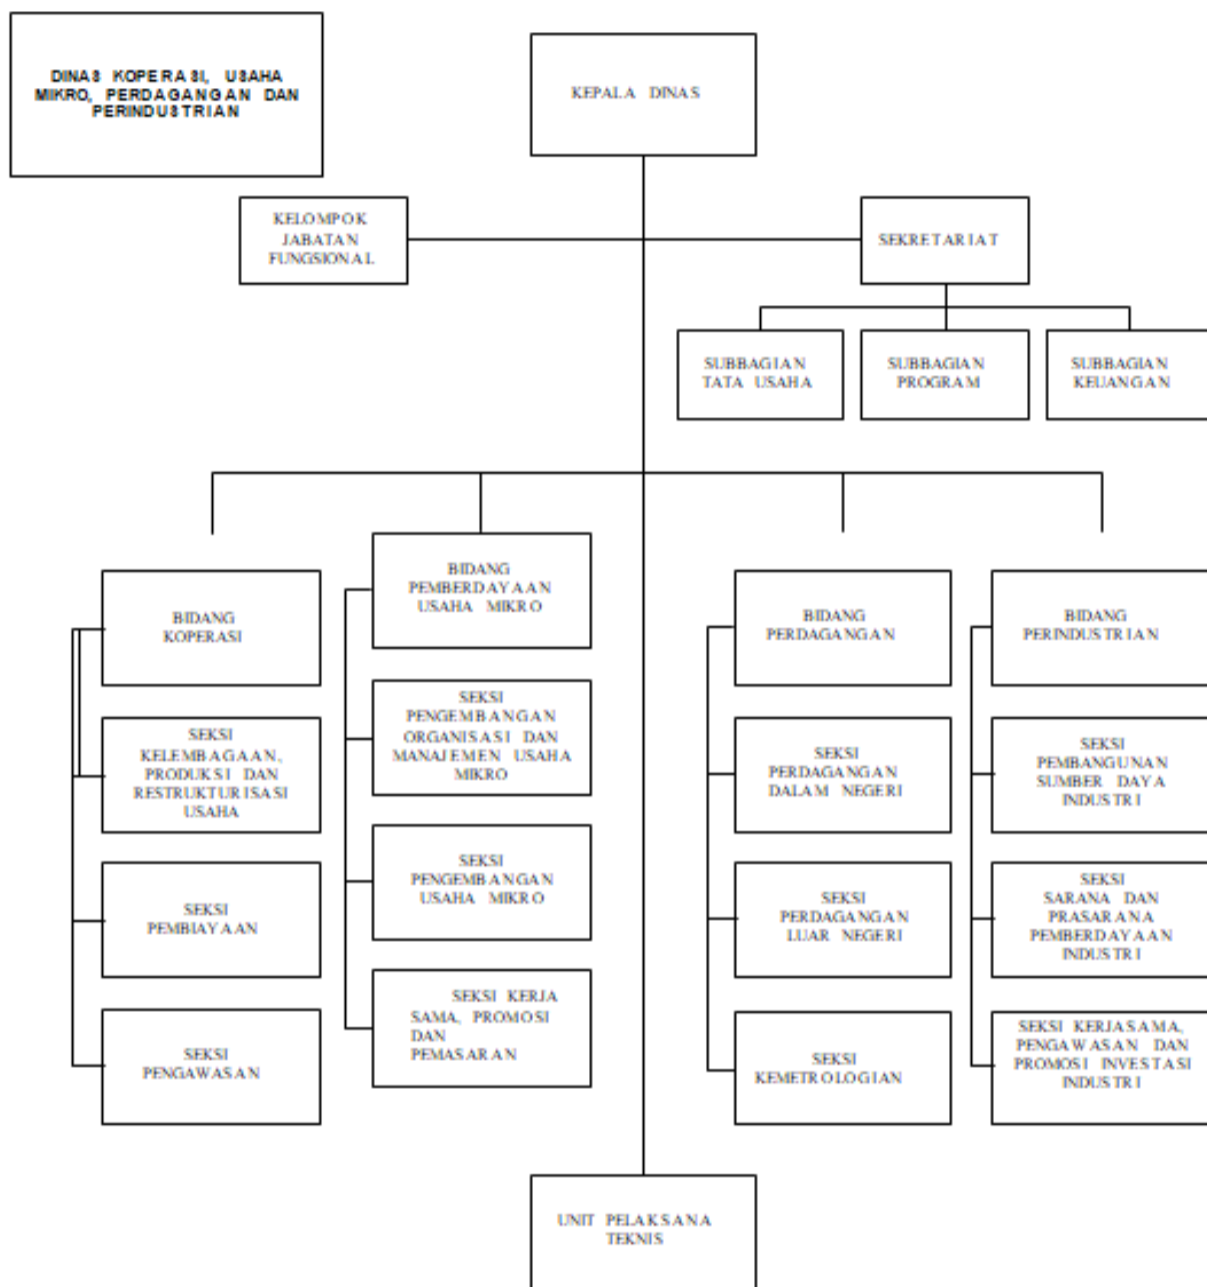 DINAS KOPERASI, USAHA
MIKRO, PERDAGANGAN DAN
PERINDUSTRIAN
KEPALA DINAS
KELOMPOK
JABATAN
FUNGSIONAL
SEKRETARIAT
SUBBAGIAN
TATA USAHA
SUBBAGIAN
PROGRAM
SUBBAGIAN
KEUANGAN
BIDANG
KOPERASI
SEKSI
KELEMBAGAAN,
PRODUKSI DAN
RESTRUKTURISASI
USAHA
SEKSI
PEMBIAYAAN
SEKSI
PENGAWASAN
BIDANG
PEMBERDAYAAN
USAHA MIKRO
SEKSI
PENGEMBANGAN
ORGANISASI DAN
MANAJEMEN USAHA
MIKRO
SEKSI
PENGEMBANGAN
USAHA MIKRO
SEKSI KERJA
SAMA, PROMOSI
DAN
PEMASARAN
BIDANG
PERDAGANGAN
SEKSI
PERDAGANGAN
DALAM NEGERI
SEKSI
PERDAGANGAN
LUAR NEGERI
SEKSI
KEMETROLOGIAN
BIDANG
PERINDUSTRIAN
SEKSI
PEMBANGUNAN
SUMBER DAYA
INDUSTRI
SEKSI
SARANA DAN
PRASARANA
PEMBERDAYAAN
INDUSTRI
SEKSI KERJASAMA,
PENGAWASAN DAN
PROMOSI INVESTASI
INDUSTRI
UNIT PELAKSANA
TEKNIS